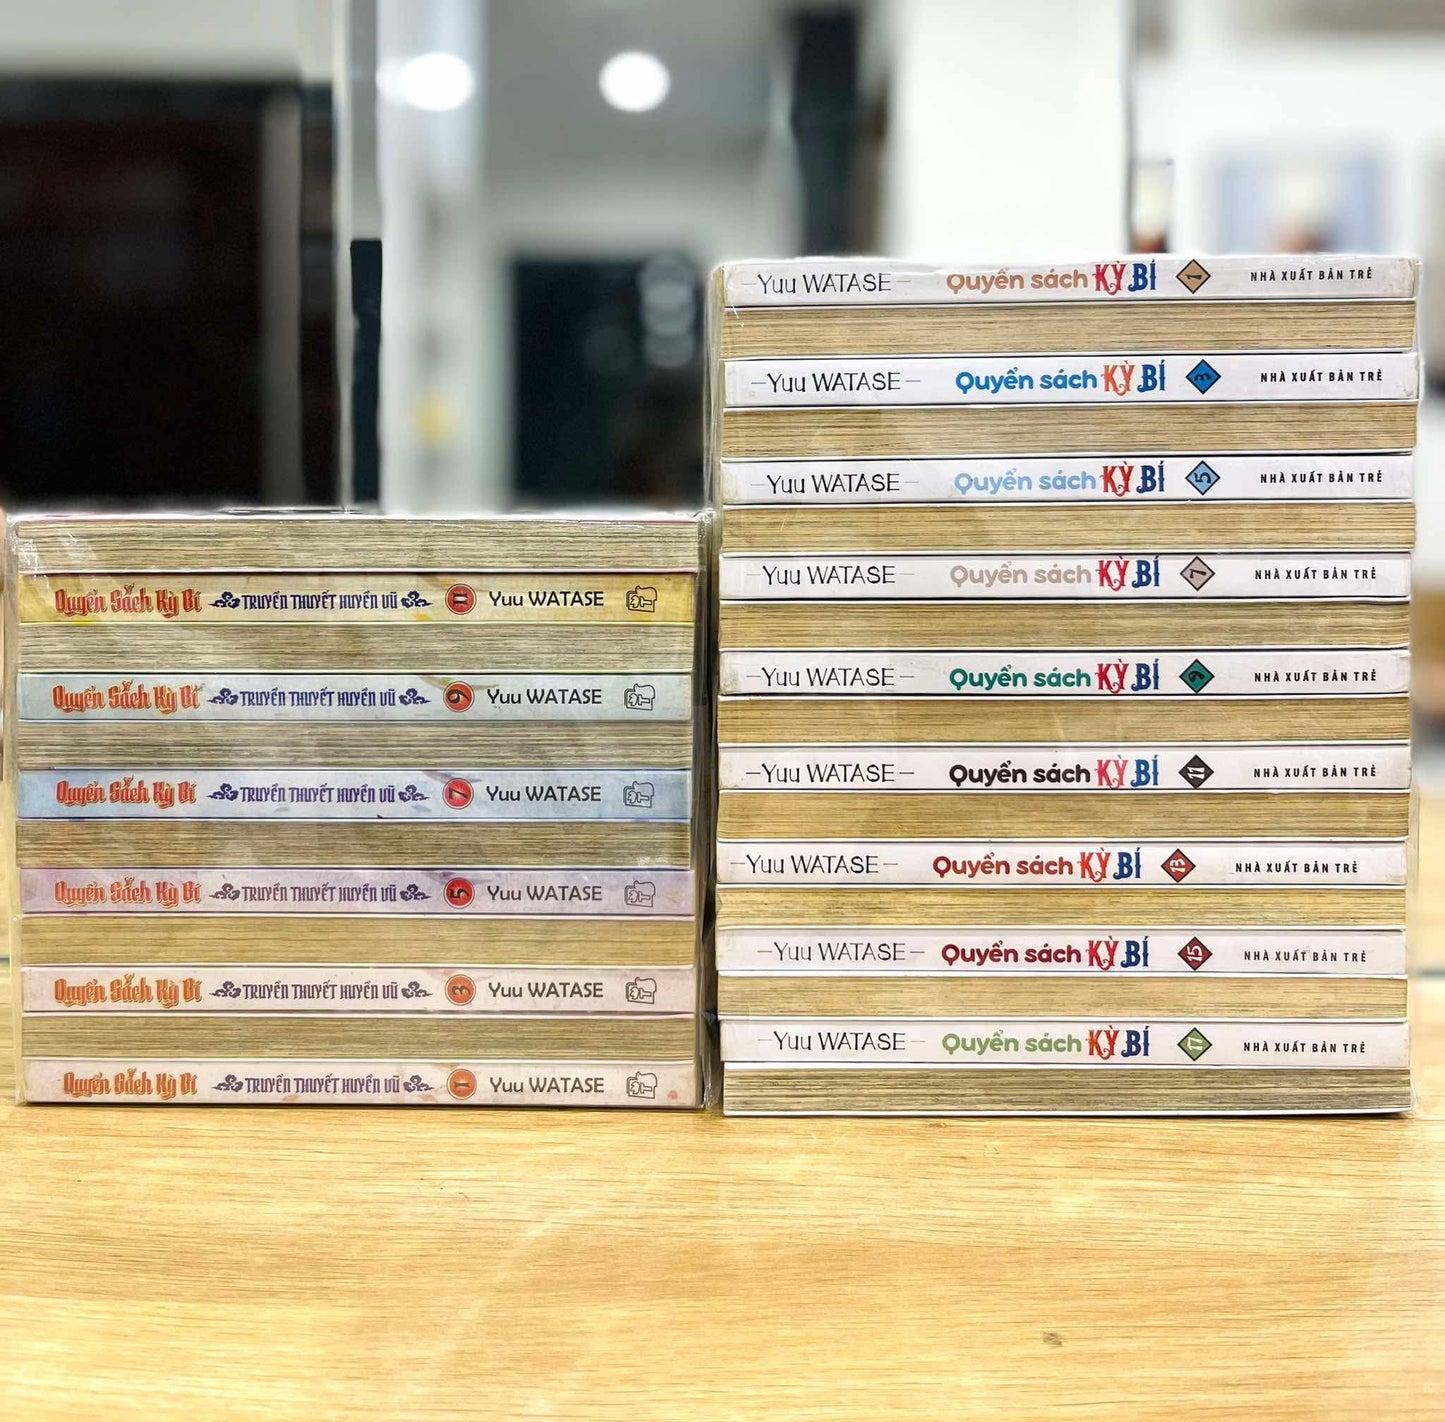 Quyển Sách Kỳ Bí TRUYỀN THUYẾT HUYỀN VŨ 11 Yuu WATASE
Quyển Sách Kỳ Bí TRUYỀN THUYẾT HUYỀN VŨ 9 Yuu WATASE
Quyển Sách Kỳ Bí TRUYỀN THUYẾT HUYỀN VŨ 7 Yuu WATASE
Quyển Sách Kỳ Bí TRUYỀN THUYẾT HUYỀN VŨ 5 Yuu WATASE
Quyển Sách Kỳ Bí TRUYỀN THUYẾT HUYỀN VŨ 3 Yuu WATASE
Quyển Sách Kỳ Bí TRUYỀN THUYẾT HUYỀN VŨ 1 Yuu WATASE
Yuu WATASE Quyển sách KỲ BÍ 1 NHÀ XUẤT BẢN TRẺ
Yuu WATASE Quyển sách KỲ BÍ 3 NHÀ XUẤT BẢN TRẺ
Yuu WATASE Quyển sách KỲ BÍ 5 NHÀ XUẤT BẢN TRẺ
Yuu WATASE Quyển sách KỲ BÍ 7 NHÀ XUẤT BẢN TRẺ
Yuu WATASE Quyển sách KỲ BÍ 9 NHÀ XUẤT BẢN TRẺ
Yuu WATASE Quyển sách KỲ BÍ 11 NHÀ XUẤT BẢN TRẺ
Yuu WATASE Quyển sách KỲ BÍ 13 NHÀ XUẤT BẢN TRẺ
Yuu WATASE Quyển sách KỲ BÍ 15 NHÀ XUẤT BẢN TRẺ
Yuu WATASE Quyển sách KỲ BÍ 17 NHÀ XUẤT BẢN TRẺ